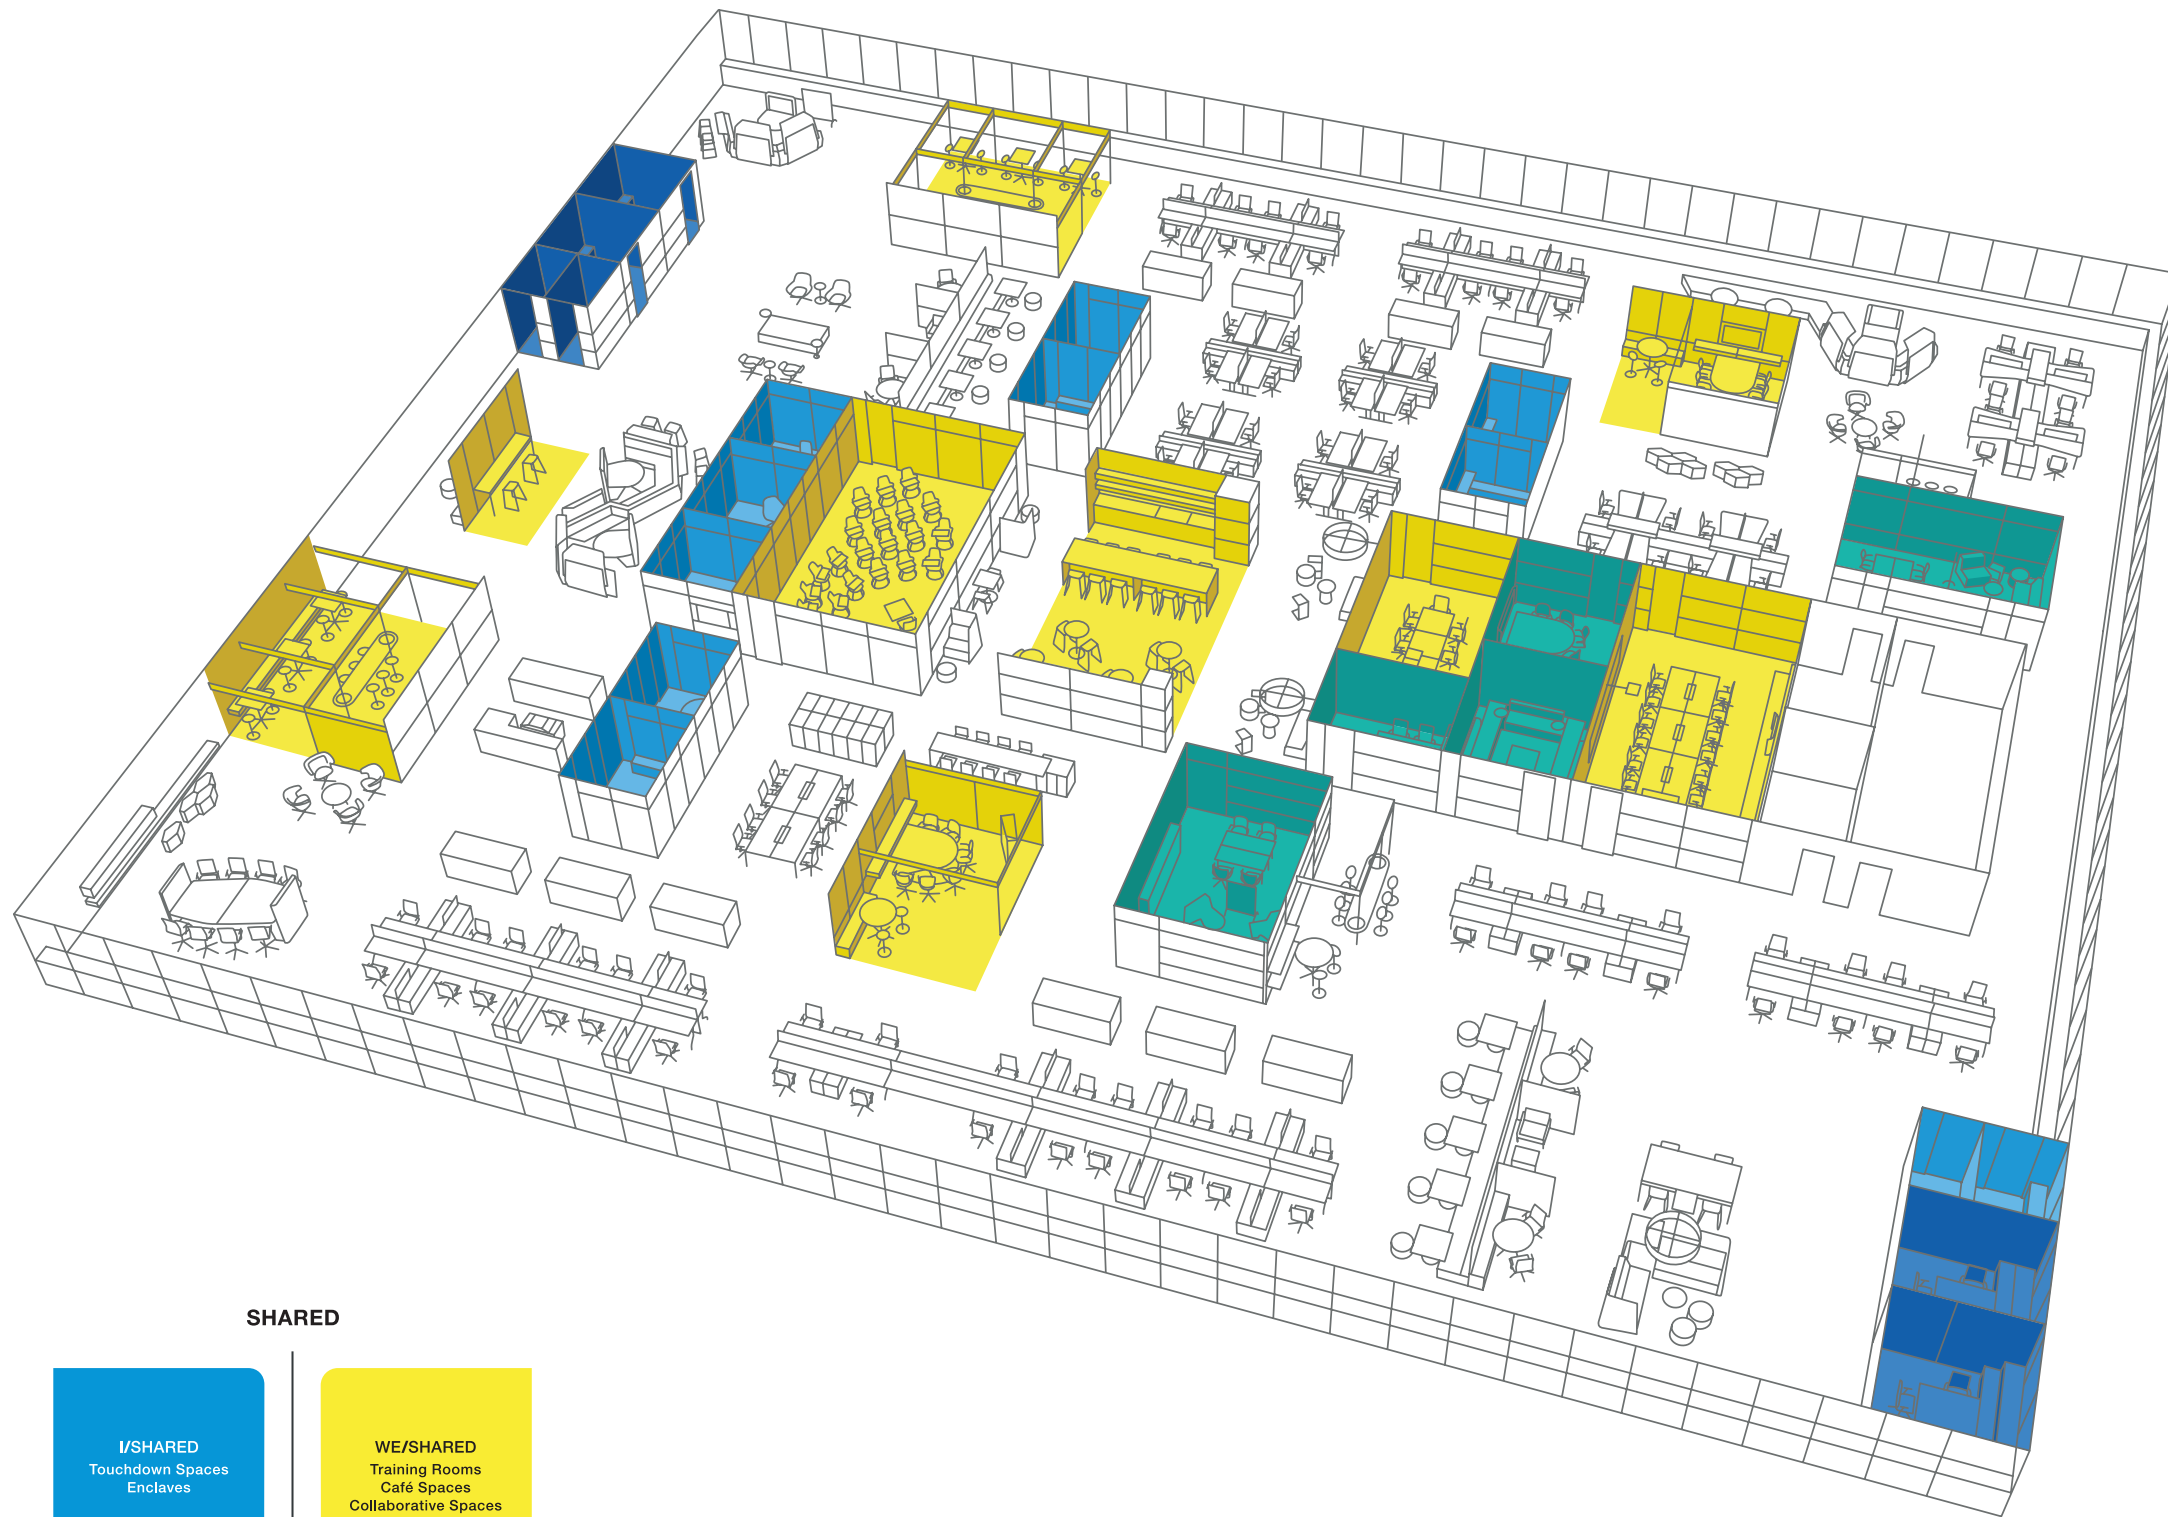 SHARED
I/SHARED
Touchdown Spaces
Enclaves
WE/SHARED
Training Rooms
Café Spaces
Collaborative Spaces